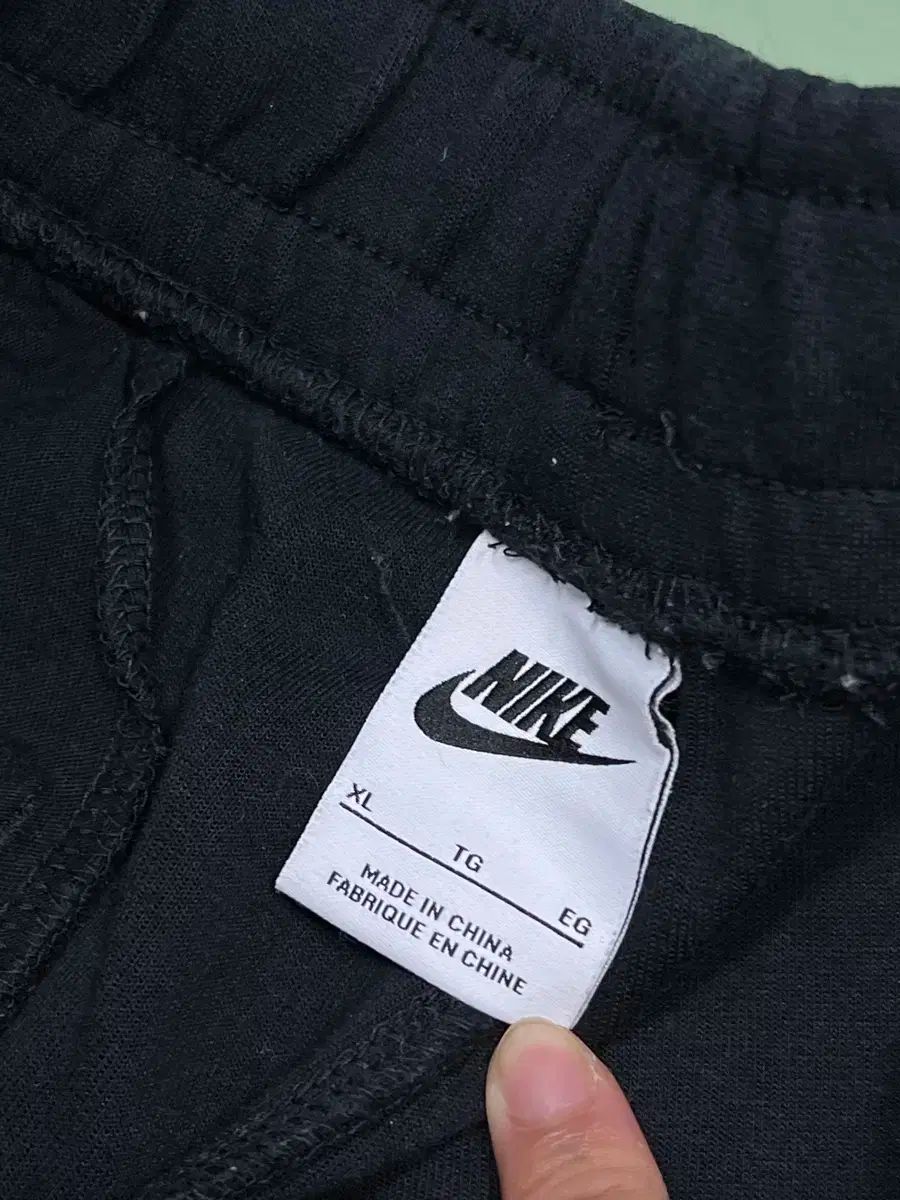 NIKE
XL TG EG
MADE IN CHINA
FABRIQUE EN CHINE